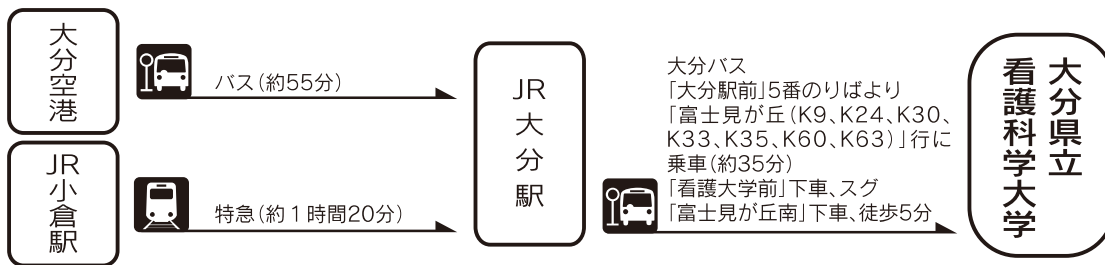 大分空港
バス（約55分）
JR小倉駅
特急（約1時間20分）
JR大分駅
大分バス
「大分駅前」5番のりばより
「富士見が丘（K9、K24、K30、
K33、K35、K60、K63）」行に
乗車（約35分）
「看護大学前」下車、スグ
「富士見が丘南」下車、徒歩5分
大分県立
看護科学大学